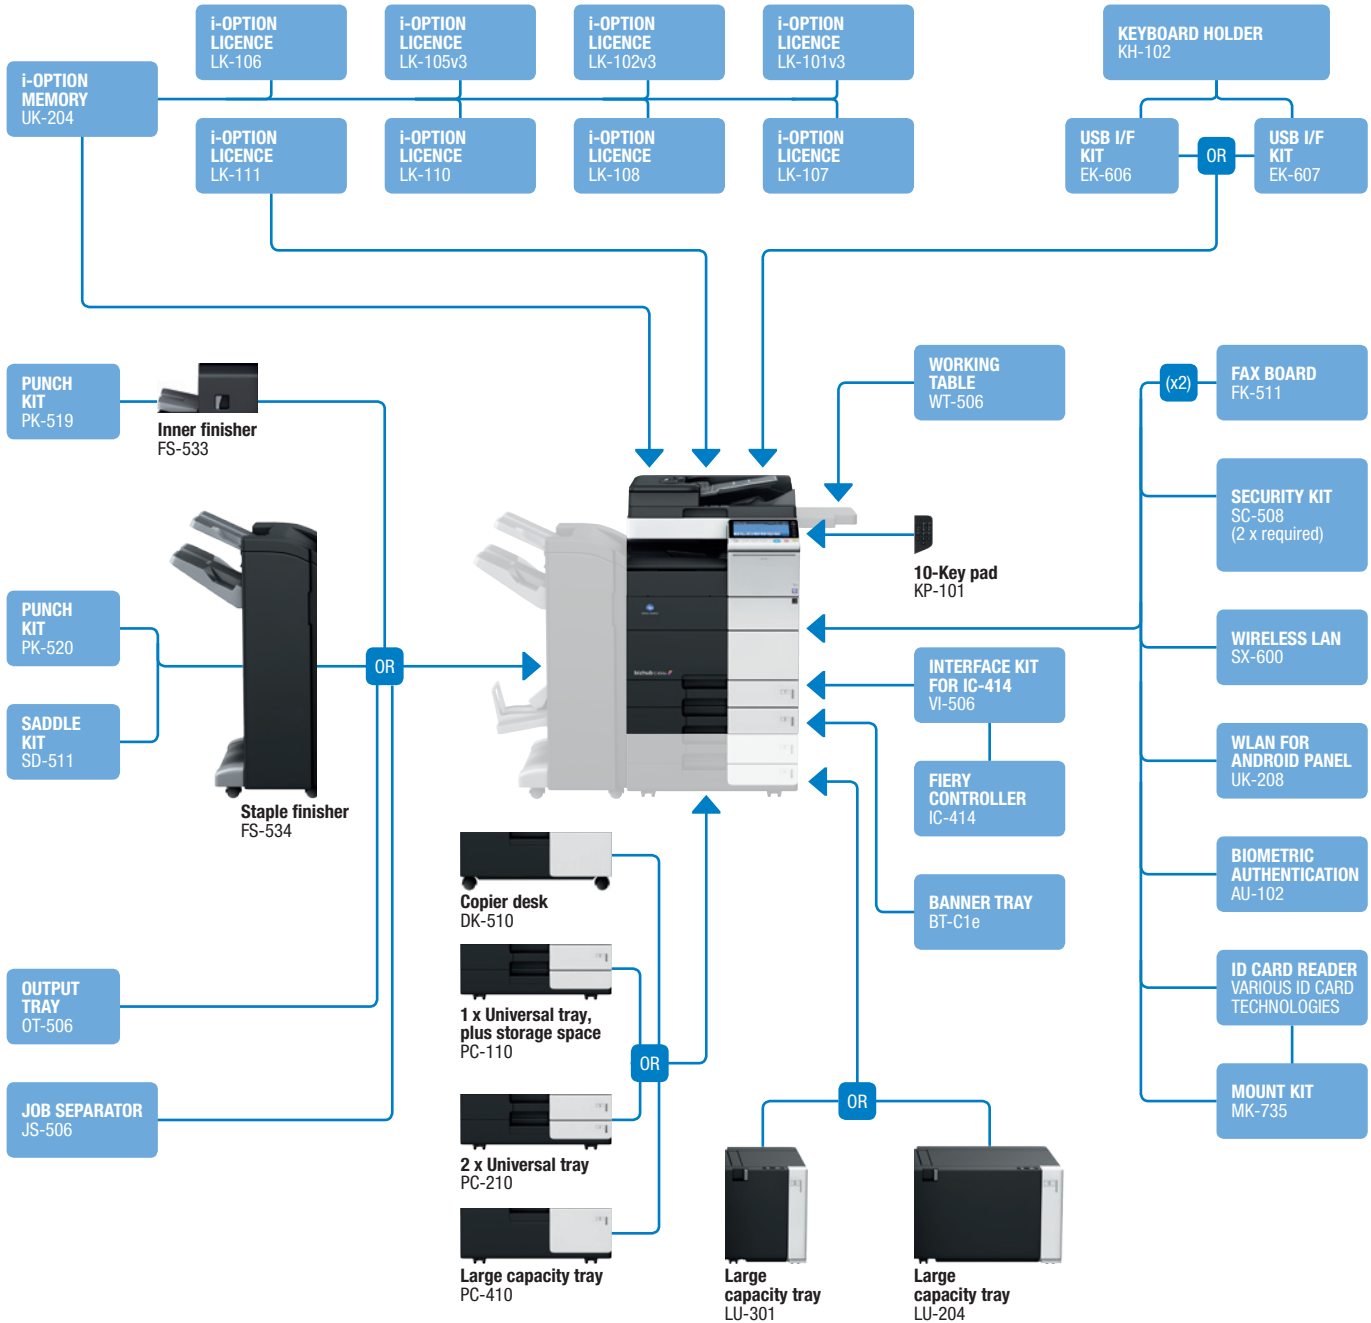 i-OPTION
LICENCE
LK-106
i-OPTION
LICENCE
LK-105v3
i-OPTION
LICENCE
LK-102v3
i-OPTION
LICENCE
LK-101v3
KEYBOARD HOLDER
KH-102
i-OPTION
MEMORY
UK-204
i-OPTION
LICENCE
LK-111
i-OPTION
LICENCE
LK-110
i-OPTION
LICENCE
LK-108
i-OPTION
LICENCE
LK-107
USB I/F
KIT
EK-606
OR
USB I/F
KIT
EK-607
PUNCH
KIT
PK-519
Inner finisher
FS-533
WORKING
TABLE
WT-506
(x2)
FAX BOARD
FK-511
SECURITY KIT
SC-508
(2 x required)
10-Key pad
KP-101
PUNCH
KIT
PK-520
SADDLE
KIT
SD-511
OR
Staple finisher
FS-534
bizhub
INTERFACE KIT
FOR IC-414
VI-506
FIERY
CONTROLLER
IC-414
WIRELESS LAN
SX-600
WLAN FOR
ANDROID PANEL
UK-208
BIOMETRIC
AUTHENTICATION
AU-102
BANNER TRAY
BT-C1e
ID CARD READER
VARIOUS ID CARD
TECHNOLOGIES
MOUNT KIT
MK-735
OUTPUT
TRAY
OT-506
JOB SEPARATOR
JS-506
Copier desk
DK-510
1 x Universal tray,
plus storage space
PC-110
OR
2 x Universal tray
PC-210
Large capacity tray
PC-410
OR
Large
capacity tray
LU-301
Large
capacity tray
LU-204